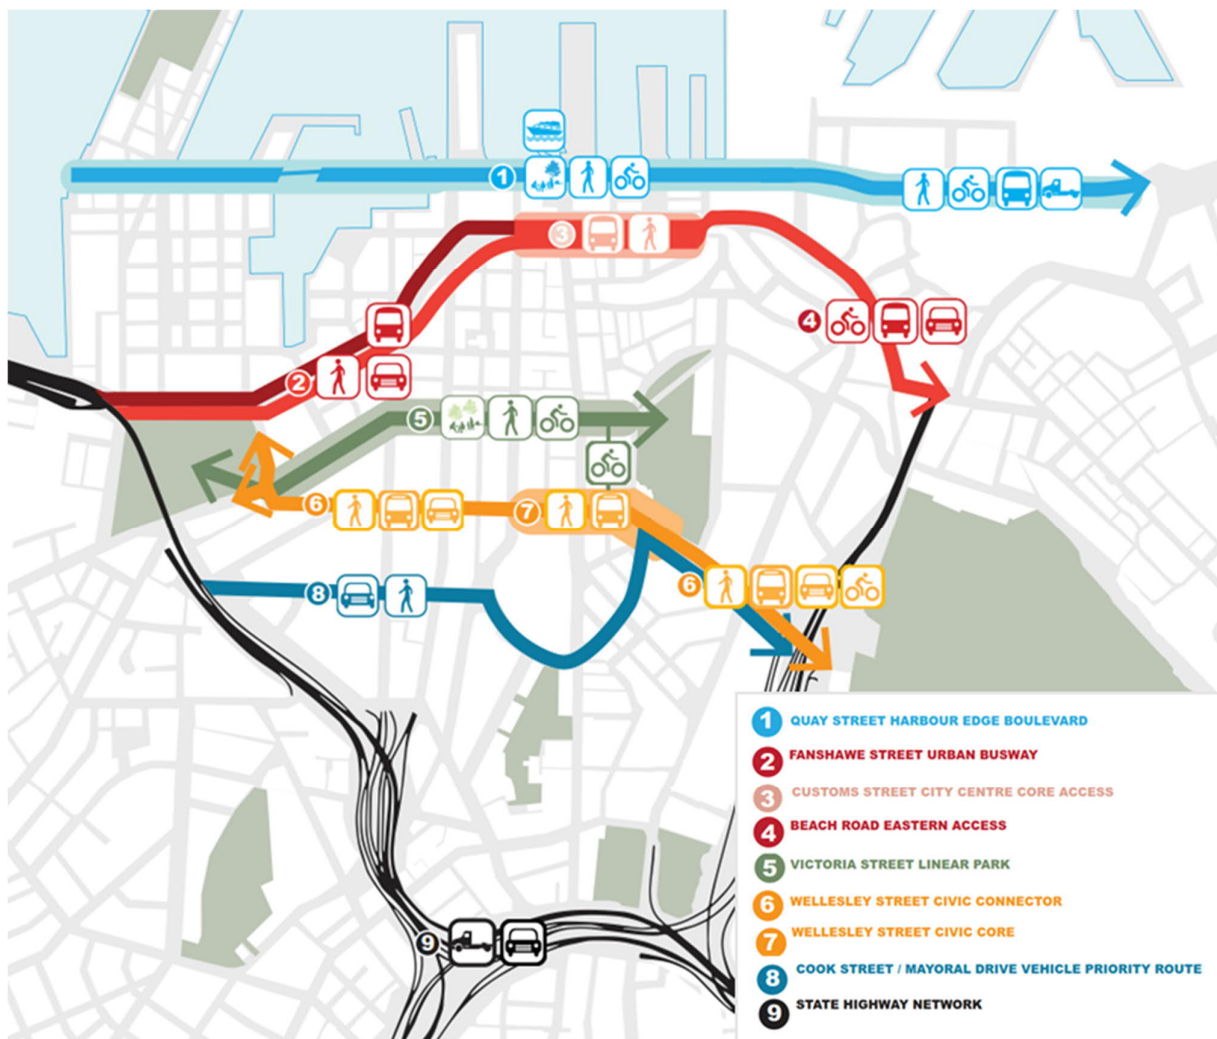 1
3
4
2
5
6
7
6
8
9
1 QUAY STREET HARBOUR EDGE BOULEVARD
2 FANSHAWE STREET URBAN BUSWAY
3 CUSTOMS STREET CITY CENTRE CORE ACCESS
4 BEACH ROAD EASTERN ACCESS
5 VICTORIA STREET LINEAR PARK
6 WELLESLEY STREET CIVIC CONNECTOR
7 WELLESLEY STREET CIVIC CORE
8 COOK STREET / MAYORAL DRIVE VEHICLE PRIORITY ROUTE
9 STATE HIGHWAY NETWORK